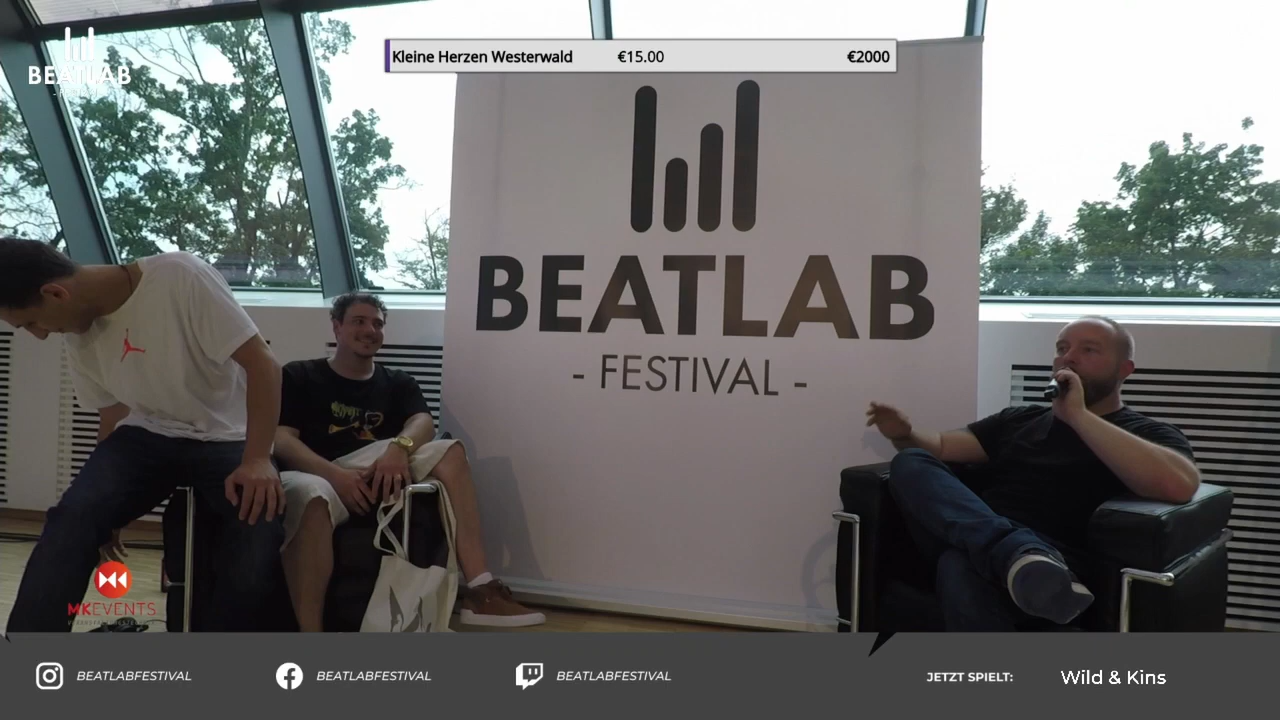 BEATLAB
Kleine Herzen Westerwald €15.00 €2000
BEATLAB
- FESTIVAL -
MKEVENTS
BEATLABFESTIVAL
BEATLABFESTIVAL
BEATLABFESTIVAL
JETZT SPIELT: Wild & Kins